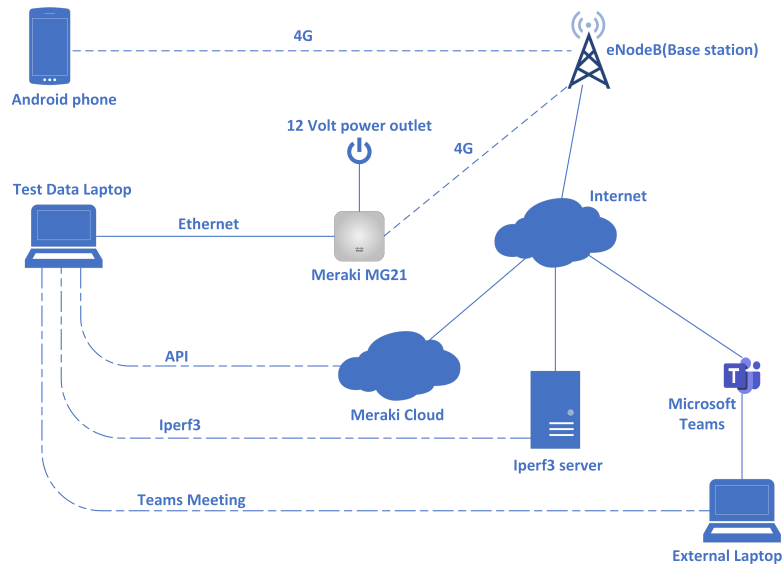 4G
eNodeB(Base station)
Android phone
12 Volt power outlet
4G
Test Data Laptop
Internet
Ethernet
Meraki MG21
API
T
Microsoft
Teams
Meraki Cloud
Iperf3
Iperf3 server
Teams Meeting
External Laptop